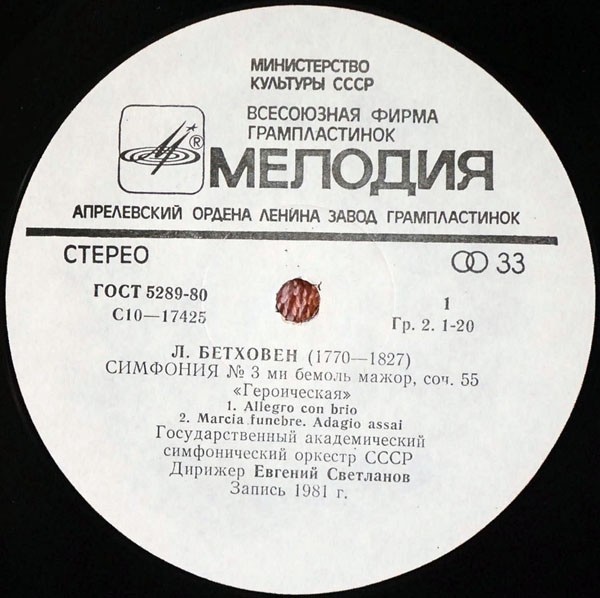 МИНИСТЕРСТВО
КУЛЬТУРЫ СССР
ВСЕСОЮЗНАЯ ФИРМА
ГРАМПЛАСТИНОК
® МЕЛОДИЯ
АПРЕЛЕВСКИЙ ОРДЕНА ЛЕНИНА ЗАВОД ГРАМПЛАСТИНОК
СТЕРЕО 33
ГОСТ 5289-80 1
С10—17425 Гр. 2. 1-20
Л. БЕТХОВЕН (1770—1827)
СИМФОНИЯ № 3 ми бемоль мажор, соч. 55
«Героическая»
1. Allegro con brio
2. Marcia funebre. Adagio assai
Государственный академический
симфонический оркестр СССР
Дирижер Евгений Светланов
Запись 1981 г.